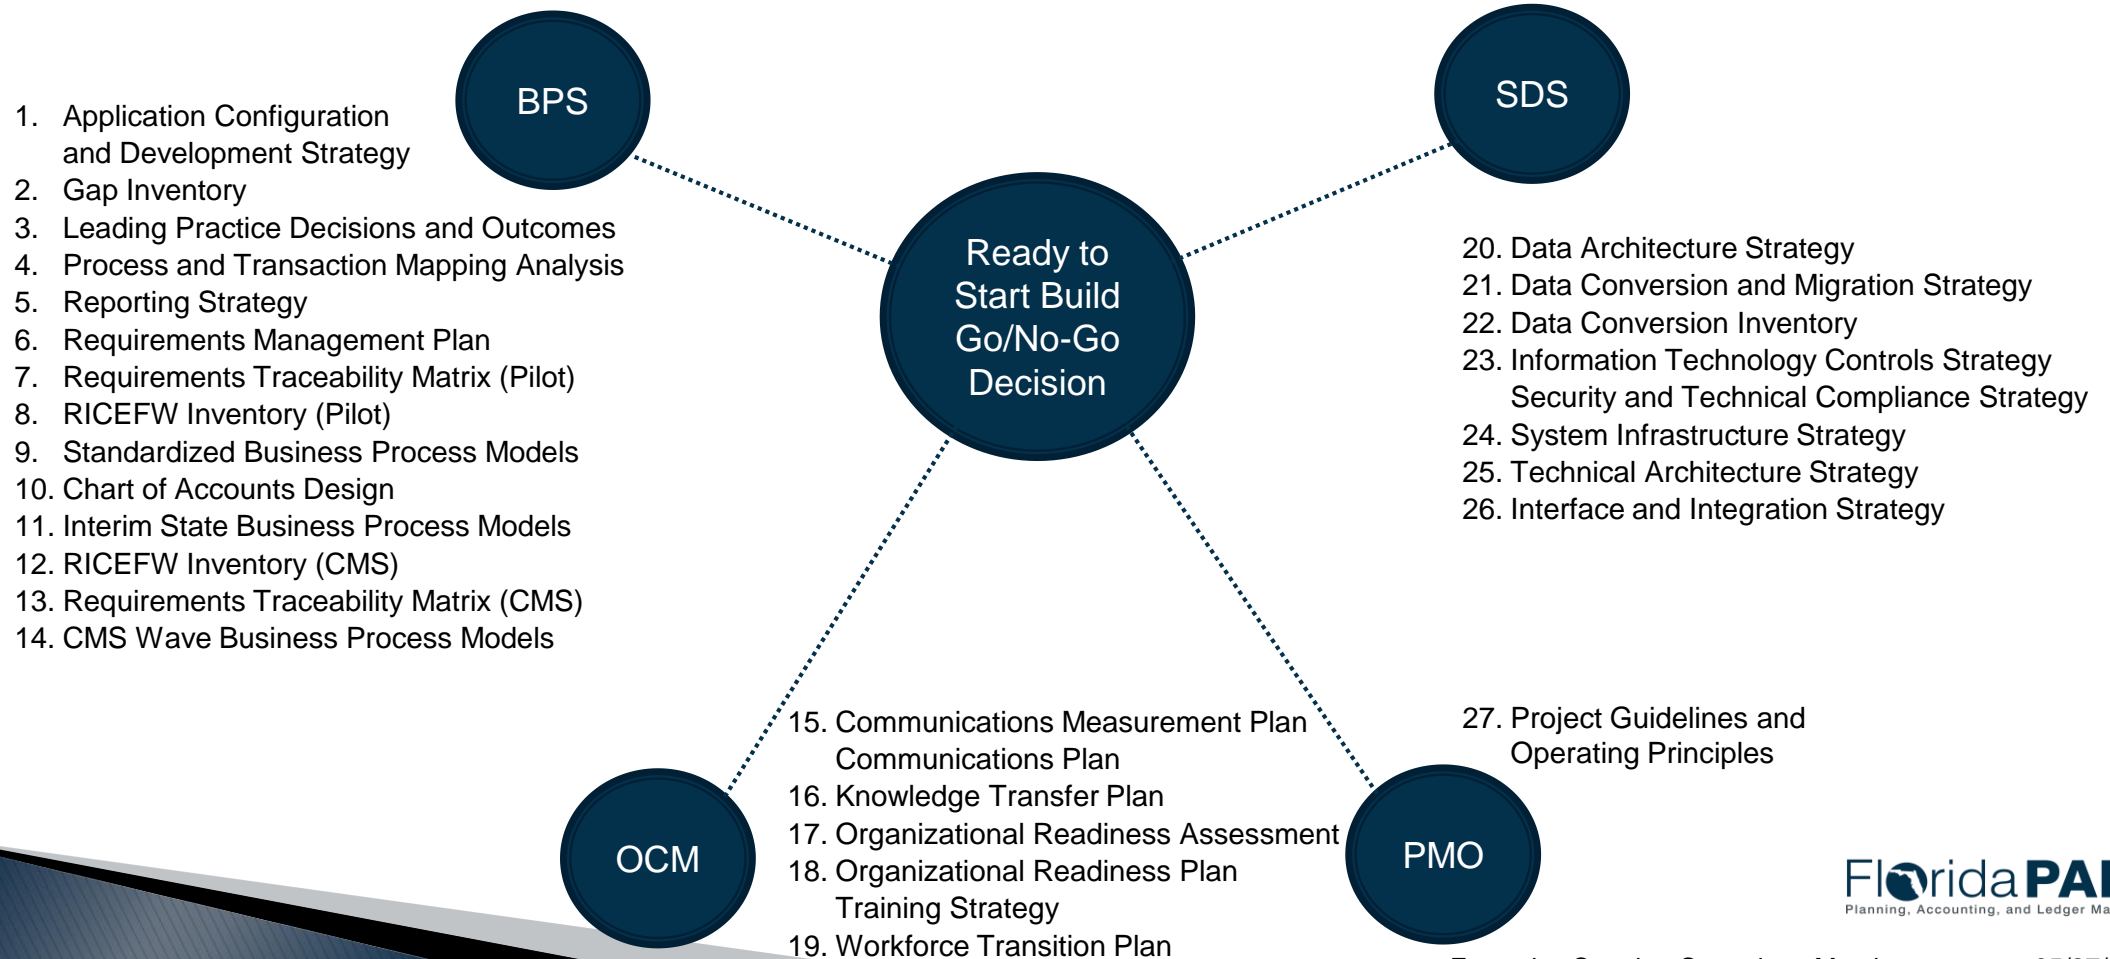 BPS
1. Application Configuration
and Development Strategy
2. Gap Inventory
3. Leading Practice Decisions and Outcomes
4. Process and Transaction Mapping Analysis
5. Reporting Strategy
6. Requirements Management Plan
7. Requirements Traceability Matrix (Pilot)
8. RICEFW Inventory (Pilot)
9. Standardized Business Process Models
10. Chart of Accounts Design
11. Interim State Business Process Models
12. RICEFW Inventory (CMS)
13. Requirements Traceability Matrix (CMS)
14. CMS Wave Business Process Models
Ready to
Start Build
Go/No-Go
Decision
SDS
20. Data Architecture Strategy
21. Data Conversion and Migration Strategy
22. Data Conversion Inventory
23. Information Technology Controls Strategy
Security and Technical Compliance Strategy
24. System Infrastructure Strategy
25. Technical Architecture Strategy
26. Interface and Integration Strategy
OCM
15. Communications Measurement Plan
Communications Plan
16. Knowledge Transfer Plan
17. Organizational Readiness Assessment
18. Organizational Readiness Plan
Training Strategy
19. Workforce Transition Plan
PMO
27. Project Guidelines and
Operating Principles
Florida PAL
Planning, Accounting, and Ledger Ma